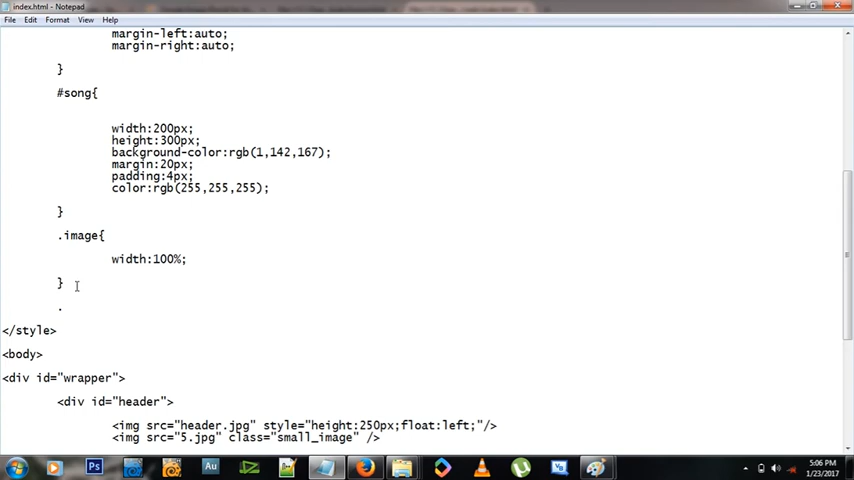 index.html - Notepad
File Edit Format View Help
margin-left:auto;
margin-right:auto;
}
#song{
width:200px;
height:300px;
background-color:rgb(1,142,167);
margin:20px;
padding:4px;
color:rgb(255,255,255);
}
.image{
width:100%;
}
.
</style>
<body>
<div id="wrapper">
<div id="header">
<img src="header.jpg" style="height:250px;float:left;"/>
<img src="5.jpg" class="small_image" />
Ps
Au
5:06 PM
1/23/2017